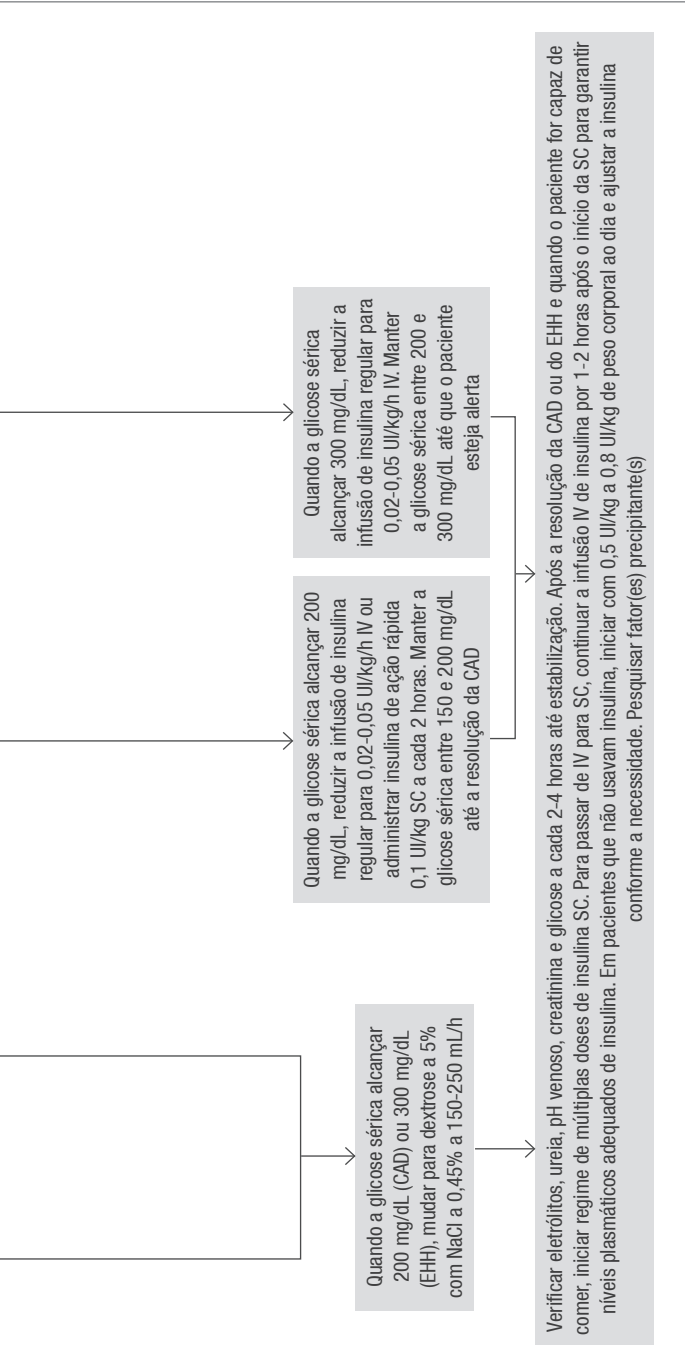 Quando a glicose sérica alcançar
200 mg/dL (CAD) ou 300 mg/dL
(EHH), mudar para dextrose a 5%
com NaCl a 0,45% a 150-250 mL/h
Quando a glicose sérica alcançar 200
mg/dL, reduzir a infusão de insulina
regular para 0,02-0,05 UI/kg/h IV ou
administrar insulina de ação rápida
0,1 UI/kg SC a cada 2 horas. Manter a
glicose sérica entre 150 e 200 mg/dL
até a resolução da CAD
Quando a glicose sérica
alcançar 300 mg/dL, reduzir a
infusão de insulina regular para
0,02-0,05 UI/kg/h IV. Manter
a glicose sérica entre 200 e
300 mg/dL até que o paciente
esteja alerta
Verificar eletrólitos, ureia, pH venoso, creatinina e glicose a cada 2-4 horas até estabilização. Após a resolução da CAD ou do EHH e quando o paciente for capaz de
comer, iniciar regime de múltiplas doses de insulina SC. Para passar de IV para SC, continuar a infusão IV de insulina por 1-2 horas após o início da SC para garantir
níveis plasmáticos adequados de insulina. Em pacientes que não usavam insulina, iniciar com 0,5 UI/kg a 0,8 UI/kg de peso corporal ao dia e ajustar a insulina
conforme a necessidade. Pesquisar fator(es) precipitante(s)